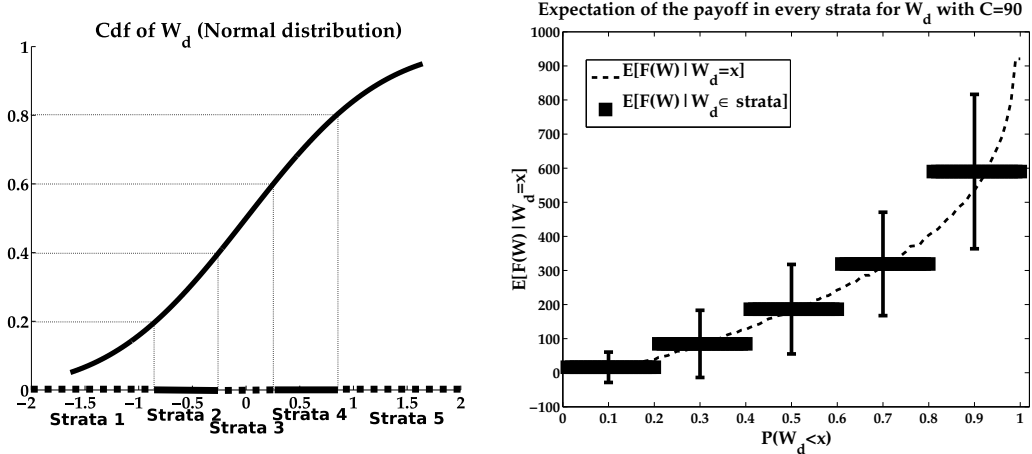 Cdf of W_d (Normal distribution)
1
0.8
0.6
0.4
0.2
0
−2 −1.5 −1 −0.5 0 0.5 1 1.5 2
Strata 1 Strata 2 Strata 3 Strata 4 Strata 5
Expectation of the payoff in every strata for W_d with C=90
E[F(W)|W_d=x]
E[F(W)|W_d∈ strata]
E[F(W)|W_d=x]
1000
900
800
700
600
500
400
300
200
100
0
−100
0 0.1 0.2 0.3 0.4 0.5 0.6 0.7 0.8 0.9 1
P(W_d<x)